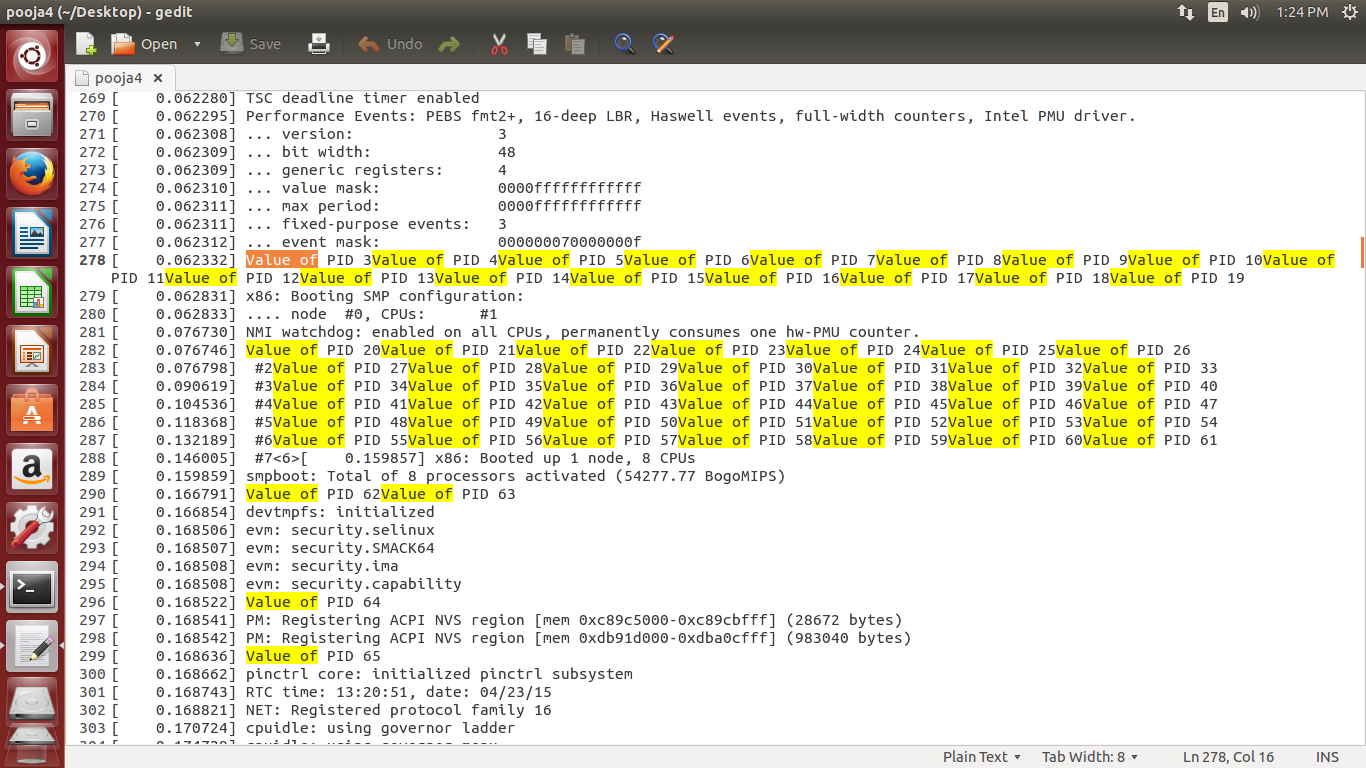 pooja4 (~/Desktop) - gedit
En
1:24 PM
Open
Save
Undo
pooja4 ×
269 [    0.062280] TSC deadline timer enabled
270 [    0.062295] Performance Events: PEBS fmt2+, 16-deep LBR, Haswell events, full-width counters, Intel PMU driver.
271 [    0.062308] ... version:                3
272 [    0.062309] ... bit width:              48
273 [    0.062309] ... generic registers:      4
274 [    0.062310] ... value mask:             0000ffffffffffff
275 [    0.062311] ... max period:             0000ffffffffffff
276 [    0.062311] ... fixed-purpose events:   3
277 [    0.062312] ... event mask:             000000070000000f
278 [    0.062332] Value of PID 3Value of PID 4Value of PID 5Value of PID 6Value of PID 7Value of PID 8Value of PID 9Value of PID 10Value of
PID 11Value of PID 12Value of PID 13Value of PID 14Value of PID 15Value of PID 16Value of PID 17Value of PID 18Value of PID 19
279 [    0.062831] x86: Booting SMP configuration:
280 [    0.062833] .... node  #0, CPUs:      #1
281 [    0.076730] NMI watchdog: enabled on all CPUs, permanently consumes one hw-PMU counter.
282 [    0.076746] Value of PID 20Value of PID 21Value of PID 22Value of PID 23Value of PID 24Value of PID 25Value of PID 26
283 [    0.076798]  #2Value of PID 27Value of PID 28Value of PID 29Value of PID 30Value of PID 31Value of PID 32Value of PID 33
284 [    0.090619]  #3Value of PID 34Value of PID 35Value of PID 36Value of PID 37Value of PID 38Value of PID 39Value of PID 40
285 [    0.104536]  #4Value of PID 41Value of PID 42Value of PID 43Value of PID 44Value of PID 45Value of PID 46Value of PID 47
286 [    0.118368]  #5Value of PID 48Value of PID 49Value of PID 50Value of PID 51Value of PID 52Value of PID 53Value of PID 54
287 [    0.132189]  #6Value of PID 55Value of PID 56Value of PID 57Value of PID 58Value of PID 59Value of PID 60Value of PID 61
288 [    0.146005]  #7<6>[    0.159857] x86: Booted up 1 node, 8 CPUs
289 [    0.159859] smpboot: Total of 8 processors activated (54277.77 BogoMIPS)
290 [    0.166791] Value of PID 62Value of PID 63
291 [    0.166854] devtmpfs: initialized
292 [    0.168506] evm: security.selinux
293 [    0.168507] evm: security.SMACK64
294 [    0.168508] evm: security.ima
295 [    0.168508] evm: security.capability
296 [    0.168522] Value of PID 64
297 [    0.168541] PM: Registering ACPI NVS region [mem 0xc89c5000-0xc89cbfff] (28672 bytes)
298 [    0.168542] PM: Registering ACPI NVS region [mem 0xdb91d000-0xdba0cfff] (983040 bytes)
299 [    0.168636] Value of PID 65
300 [    0.168662] pinctrl core: initialized pinctrl subsystem
301 [    0.168743] RTC time: 13:20:51, date: 04/23/15
302 [    0.168821] NET: Registered protocol family 16
303 [    0.170724] cpuidle: using governor ladder
Plain Text
Tab Width: 8
Ln 278, Col 16
INS